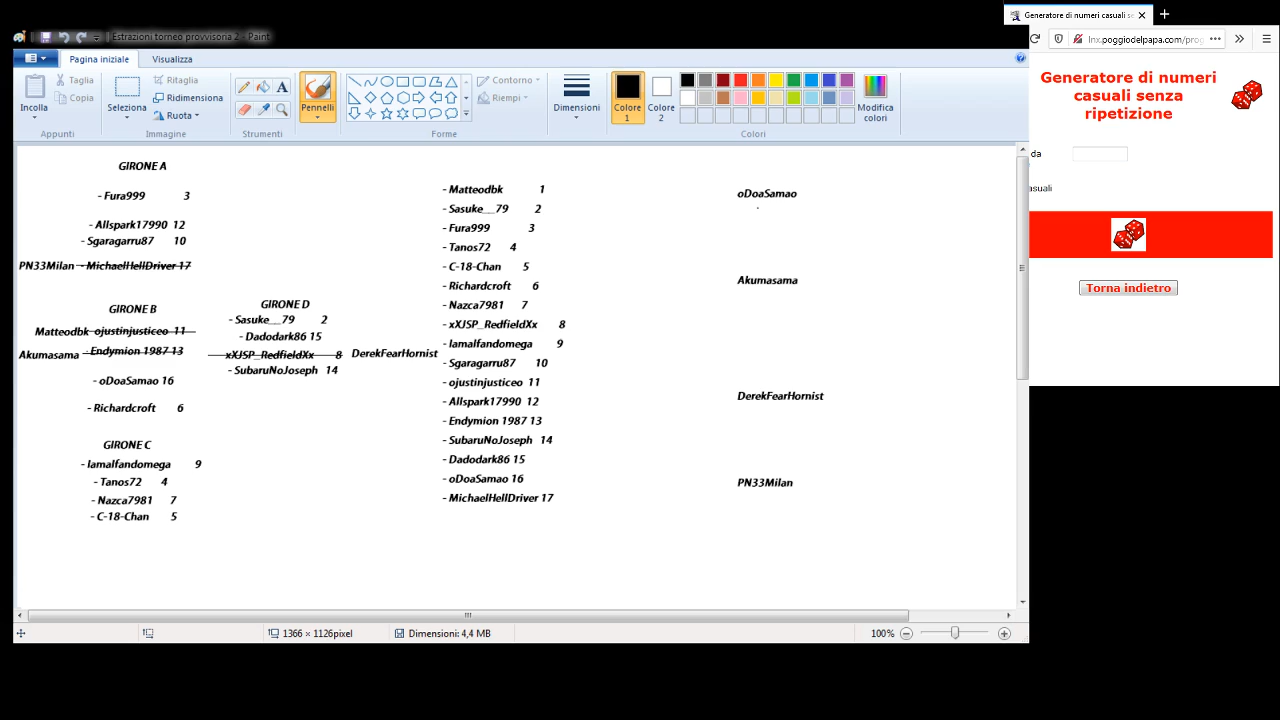 Generatore di numeri casuali se
lnx.poggiodelpapa.com/prog
Estrazioni torneo provvisona 2 - Paint
Pagina iniziale
Visualizza
Incolla
Taglia
Copia
Appunti
Seleziona
Ritaglia
Ridimensiona
Ruota
Immagine
A
Strumenti
Pennelli
Contorno
Riempi
Forme
Dimensioni
Colore 1
Colore 2
Modifica colori
Colori
GIRONE A
- Fura999 3
- Allspark17990 12
- Sgaragarru87 10
PN33Milan - MichaelHellDriver 17
GIRONE B
Matteodbk ojustinjusticeo 11
Akumasama - Endymion 1987 13
- oDoaSamao 16
- Richardcroft 6
GIRONE C
- Iamalfandomega 9
- Tanos72 4
- Nazca7981 7
- C-18-Chan 5
GIRONE D
- Sasuke__79 2
- Dadodark86 15
xXJSP_RedfieldXx 8 DerekFearHornist
- SubaruNoJoseph 14
- Matteodbk 1
- Sasuke__79 2
- Fura999 3
- Tanos72 4
- C-18-Chan 5
- Richardcroft 6
- Nazca7981 7
- xXJSP_RedfieldXx 8
- Iamalfandomega 9
- Sgaragarru87 10
- ojustinjusticeo 11
- Allspark17990 12
- Endymion 1987 13
- SubaruNoJoseph 14
- Dadodark86 15
- oDoaSamao 16
- MichaelHellDriver 17
oDoaSamao
Akumasama
DerekFearHornist
PN33Milan
1366 × 1126pixel
Dimensioni: 4,4 MB
100%
Generatore di numeri
casuali senza
ripetizione
da
asuali
Torna indietro